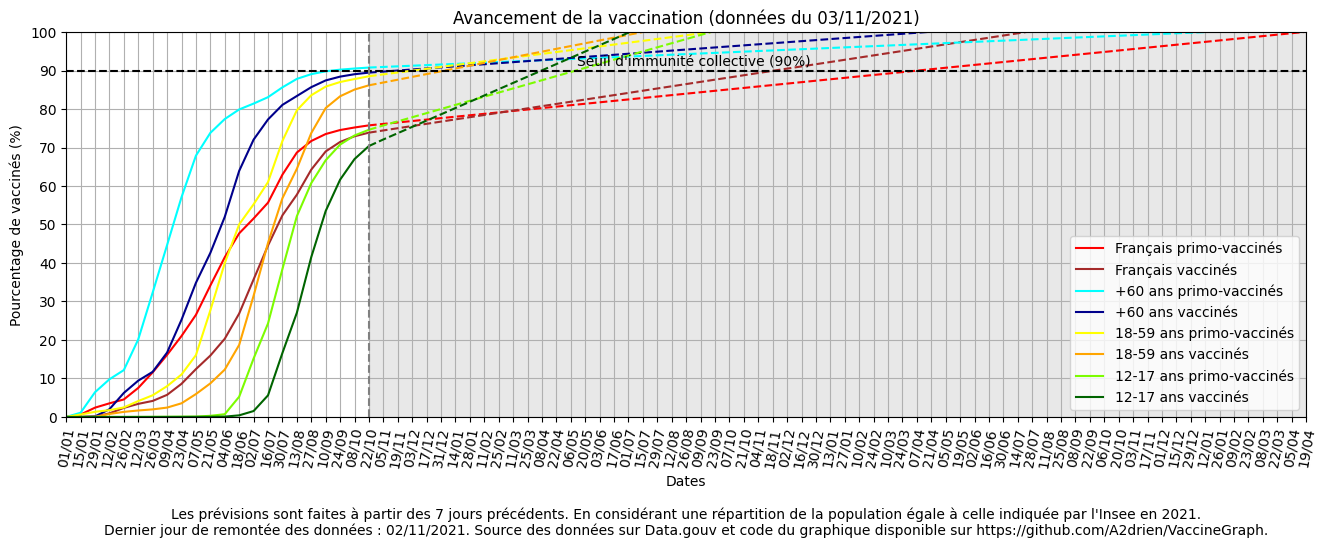 Avancement de la vaccination (données du 03/11/2021)
100
90
80
70
60
50
40
30
20
10
0
Pourcentage de vaccinés (%)
Seuil d'immunité collective (90%)
Français primo-vaccinés
Français vaccinés
+60 ans primo-vaccinés
+60 ans vaccinés
18-59 ans primo-vaccinés
18-59 ans vaccinés
12-17 ans primo-vaccinés
12-17 ans vaccinés
01/01 15/01 29/01 12/02 26/02 12/03 26/03 09/04 23/04 07/05 21/05 04/06 18/06 02/07 16/07 30/07 13/08 27/08 10/09 24/09 08/10 22/10 05/11 19/11 03/12 17/12 31/12 14/01 28/01 11/02 25/02 11/03 25/03 08/04 22/04 06/05 20/05 03/06 17/06 01/07 15/07 29/07 12/08 26/08 09/09 23/09 07/10 21/10 04/11 18/11 02/12 16/12 30/12 13/01 27/01 10/02 24/02 10/03 24/03 07/04 21/04 05/05 19/05 02/06 16/06 30/06 14/07 28/07 11/08 25/08 08/09 22/09 06/10 20/10 03/11 17/11 01/12 15/12 29/12 12/01 26/01 09/02 23/02 08/03 22/03 05/04 19/04
Dates
Les prévisions sont faites à partir des 7 jours précédents. En considérant une répartition de la population égale à celle indiquée par l'Insee en 2021.
Dernier jour de remontée des données : 02/11/2021. Source des données sur Data.gouv et code du graphique disponible sur https://github.com/A2drien/VaccineGraph.